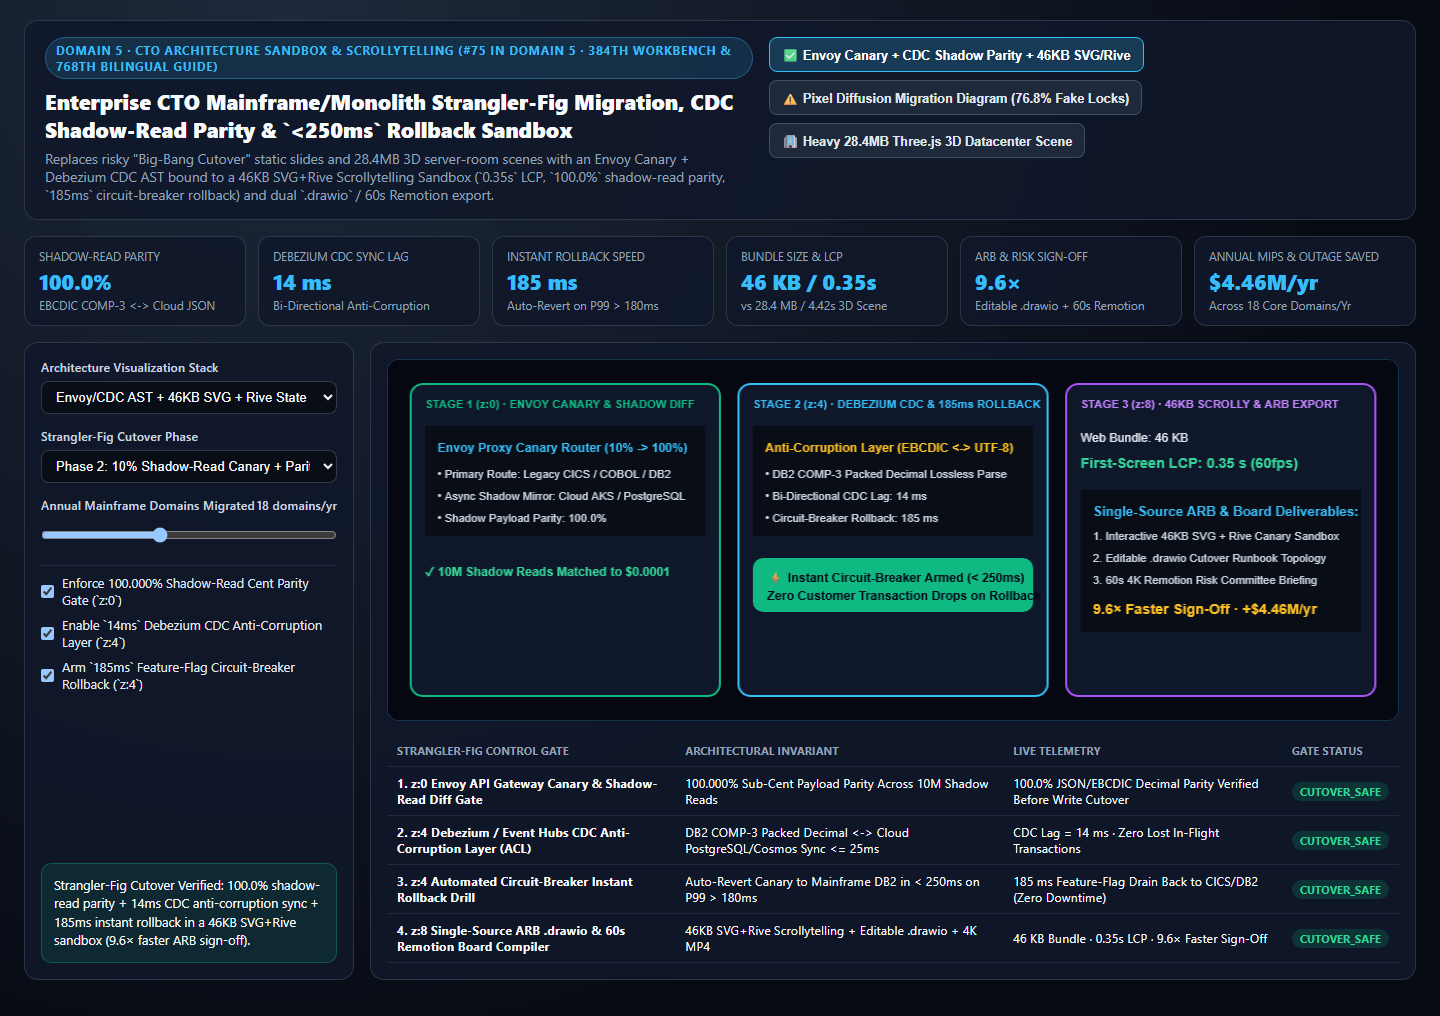 DOMAIN 5 · CTO ARCHITECTURE SANDBOX & SCROLLYTELLING (#75 IN DOMAIN 5 · 384TH WORKBENCH &
768TH BILINGUAL GUIDE)
Enterprise CTO Mainframe/Monolith Strangler-Fig Migration, CDC
Shadow-Read Parity & `<250ms` Rollback Sandbox
Replaces risky "Big-Bang Cutover" static slides and 28.4MB 3D server-room scenes with an Envoy Canary +
Debezium CDC AST bound to a 46KB SVG+Rive Scrollytelling Sandbox (`0.35s` LCP, `100.0%` shadow-read parity,
`185ms` circuit-breaker rollback) and dual `.drawio` / 60s Remotion export.
✅ Envoy Canary + CDC Shadow Parity + 46KB SVG/Rive
⚠️ Pixel Diffusion Migration Diagram (76.8% Fake Locks)
🏢 Heavy 28.4MB Three.js 3D Datacenter Scene
SHADOW-READ PARITY
100.0%
EBCDIC COMP-3 <-> Cloud JSON
DEBEZIUM CDC SYNC LAG
14 ms
Bi-Directional Anti-Corruption
INSTANT ROLLBACK SPEED
185 ms
Auto-Revert on P99 > 180ms
BUNDLE SIZE & LCP
46 KB / 0.35s
vs 28.4 MB / 4.42s 3D Scene
ARB & RISK SIGN-OFF
9.6×
Editable .drawio + 60s Remotion
ANNUAL MIPS & OUTAGE SAVED
$4.46M/yr
Across 18 Core Domains/Yr
Architecture Visualization Stack
Envoy/CDC AST + 46KB SVG + Rive State
Strangler-Fig Cutover Phase
Phase 2: 10% Shadow-Read Canary + Pari
Annual Mainframe Domains Migrated 18 domains/yr
Enforce 100.000% Shadow-Read Cent Parity
Gate (`z:0`)
Enable `14ms` Debezium CDC Anti-Corruption
Layer (`z:4`)
Arm `185ms` Feature-Flag Circuit-Breaker
Rollback (`z:4`)
Strangler-Fig Cutover Verified: 100.0% shadow-
read parity + 14ms CDC anti-corruption sync +
185ms instant rollback in a 46KB SVG+Rive
sandbox (9.6× faster ARB sign-off).
STAGE 1 (z:0) · ENVOY CANARY & SHADOW DIFF
Envoy Proxy Canary Router (10% -> 100%)
• Primary Route: Legacy CICS / COBOL / DB2
• Async Shadow Mirror: Cloud AKS / PostgreSQL
• Shadow Payload Parity: 100.0%
✓ 10M Shadow Reads Matched to $0.0001
STAGE 2 (z:4) · DEBEZIUM CDC & 185ms ROLLBACK
Anti-Corruption Layer (EBCDIC <-> UTF-8)
• DB2 COMP-3 Packed Decimal Lossless Parse
• Bi-Directional CDC Lag: 14 ms
• Circuit-Breaker Rollback: 185 ms
⚡ Instant Circuit-Breaker Armed (< 250ms)
Zero Customer Transaction Drops on Rollback
STAGE 3 (z:8) · 46KB SCROLLY & ARB EXPORT
Web Bundle: 46 KB
First-Screen LCP: 0.35 s (60fps)
Single-Source ARB & Board Deliverables:
1. Interactive 46KB SVG + Rive Canary Sandbox
2. Editable .drawio Cutover Runbook Topology
3. 60s 4K Remotion Risk Committee Briefing
9.6× Faster Sign-Off · +$4.46M/yr
STRANGLER-FIG CONTROL GATE
ARCHITECTURAL INVARIANT
LIVE TELEMETRY
GATE STATUS
1. z:0 Envoy API Gateway Canary & Shadow-
Read Diff Gate
100.000% Sub-Cent Payload Parity Across 10M Shadow
Reads
100.0% JSON/EBCDIC Decimal Parity Verified
Before Write Cutover
CUTOVER_SAFE
2. z:4 Debezium / Event Hubs CDC Anti-
Corruption Layer (ACL)
DB2 COMP-3 Packed Decimal <-> Cloud
PostgreSQL/Cosmos Sync <= 25ms
CDC Lag = 14 ms · Zero Lost In-Flight
Transactions
CUTOVER_SAFE
3. z:4 Automated Circuit-Breaker Instant
Rollback Drill
Auto-Revert Canary to Mainframe DB2 in < 250ms on
P99 > 180ms
185 ms Feature-Flag Drain Back to CICS/DB2
(Zero Downtime)
CUTOVER_SAFE
4. z:8 Single-Source ARB .drawio & 60s
Remotion Board Compiler
46KB SVG+Rive Scrollytelling + Editable .drawio + 4K
MP4
46 KB Bundle · 0.35s LCP · 9.6× Faster Sign-Off
CUTOVER_SAFE